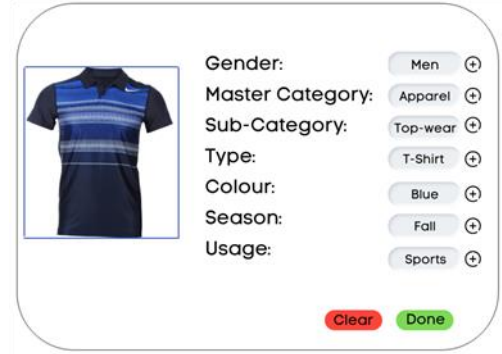 Gender: Men
Master Category: Apparel
Sub-Category: Top-wear
Type: T-Shirt
Colour: Blue
Season: Fall
Usage: Sports
Clear Done